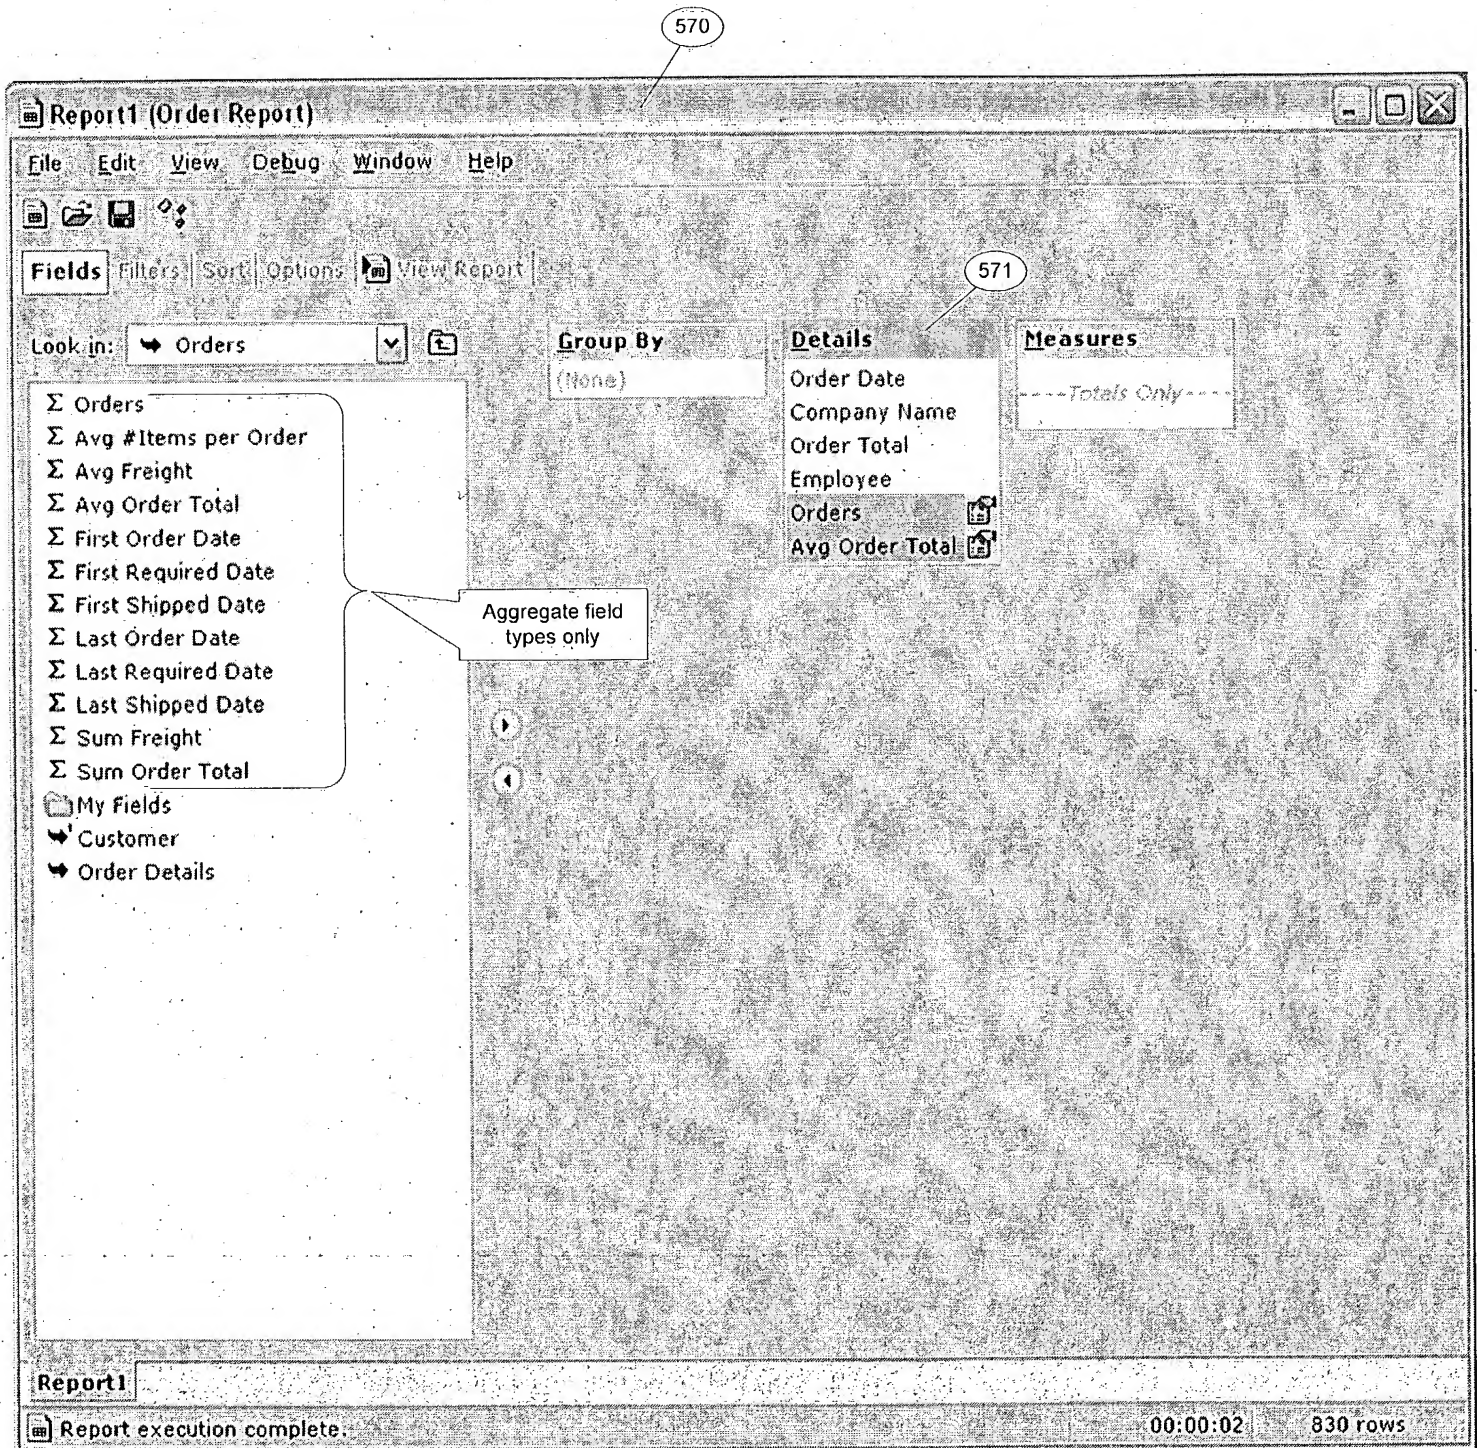 570
Report1 (Order Report)
File Edit View Debug Window Help
Fields Filters Sort Options View Report
571
Look in: Orders
Group By
(None)
Details
Order Date
Company Name
Order Total
Employee
Orders
Avg Order Total
Measures
----Totals Only----
Σ Orders
Σ Avg #Items per Order
Σ Avg Freight
Σ Avg Order Total
Σ First Order Date
Σ First Required Date
Σ First Shipped Date
Σ Last Order Date
Σ Last Required Date
Σ Last Shipped Date
Σ Sum Freight
Σ Sum Order Total
My Fields
Customer
Order Details
Aggregate field
types only
Report1
Report execution complete. 00:00:02 830 rows